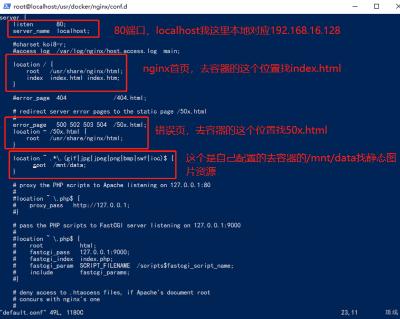 root@localhost/usr/docker/nginx/conf.d
server {
listen 80;
server_name localhost;
80端口，localhost我这里本地对应192.168.16.128
#charset koi8-r;
#access_log /var/log/nginx/host.access.log main;
location / {
root /usr/share/nginx/html;
index index.html index.htm;
}
nginx首页，去容器的这个位置找index.html
#error_page 404 /404.html;
# redirect server error pages to the static page /50x.html
#
error_page 500 502 503 504 /50x.html;
location = /50x.html {
root /usr/share/nginx/html;
}
错误页，去容器的这个位置找50x.html
location ~ .*\.(gif|jpg|jpeg|png|bmp|swf|ico)$ {
root /mnt/data;
}
这个是自己配置的去容器的/mnt/data找静态图
片资源
# proxy the PHP scripts to Apache listening on 127.0.0.1:80
#
#location ~ \.php$ {
# proxy_pass http://127.0.0.1;
#}
# pass the PHP scripts to FastCGI server listening on 127.0.0.1:9000
#
#location ~ \.php$ {
# root html;
# fastcgi_pass 127.0.0.1:9000;
# fastcgi_index index.php;
# fastcgi_param SCRIPT_FILENAME /scripts$fastcgi_script_name;
# include fastcgi_params;
#}
# deny access to .htaccess files, if Apache's document root
# concurs with nginx's one
#
"default.conf" 49L, 1180C 23,11 顶端